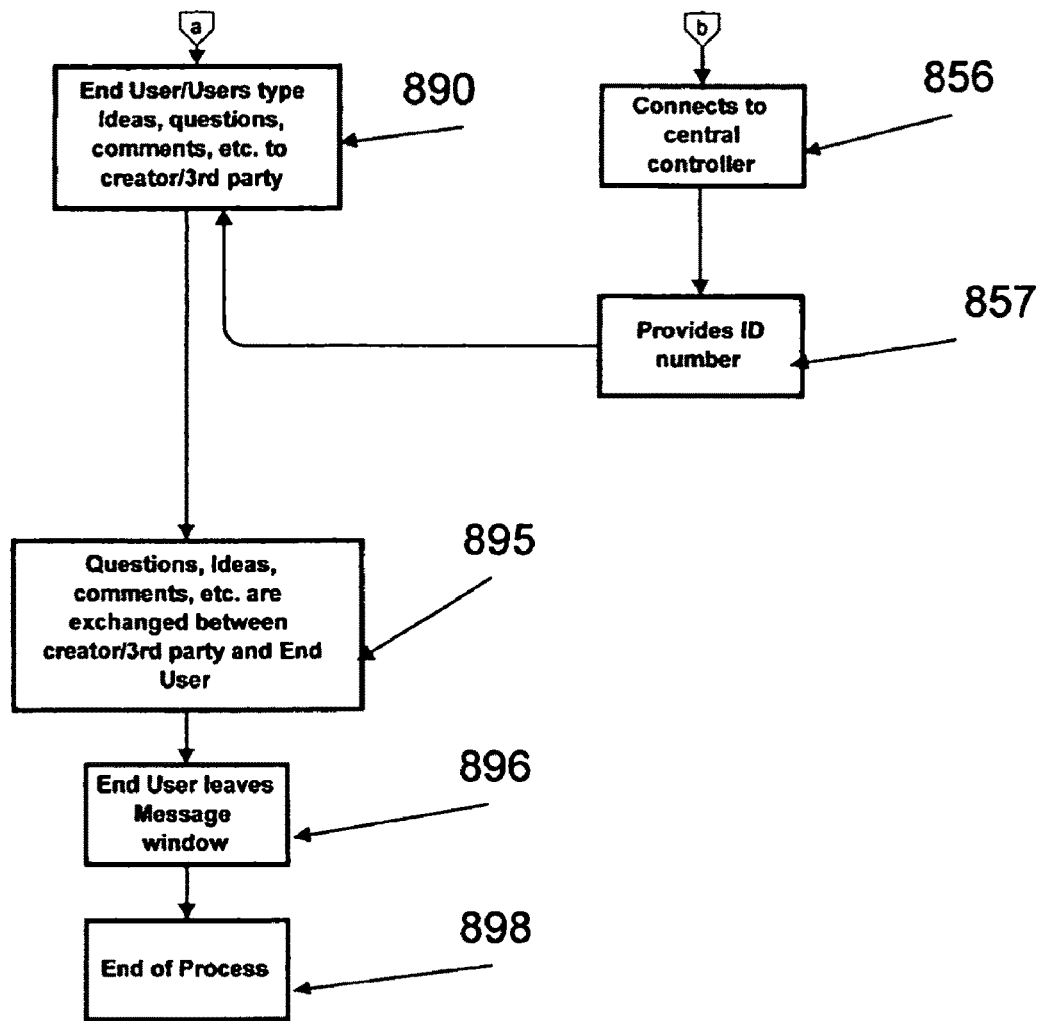 a
End User/Users type
Ideas, questions,
comments, etc. to
creator/3rd party
890
b
Connects to
central
controller
856
Provides ID
number
857
Questions, Ideas,
comments, etc. are
exchanged between
creator/3rd party and End
User
895
End User leaves
Message
window
896
End of Process
898